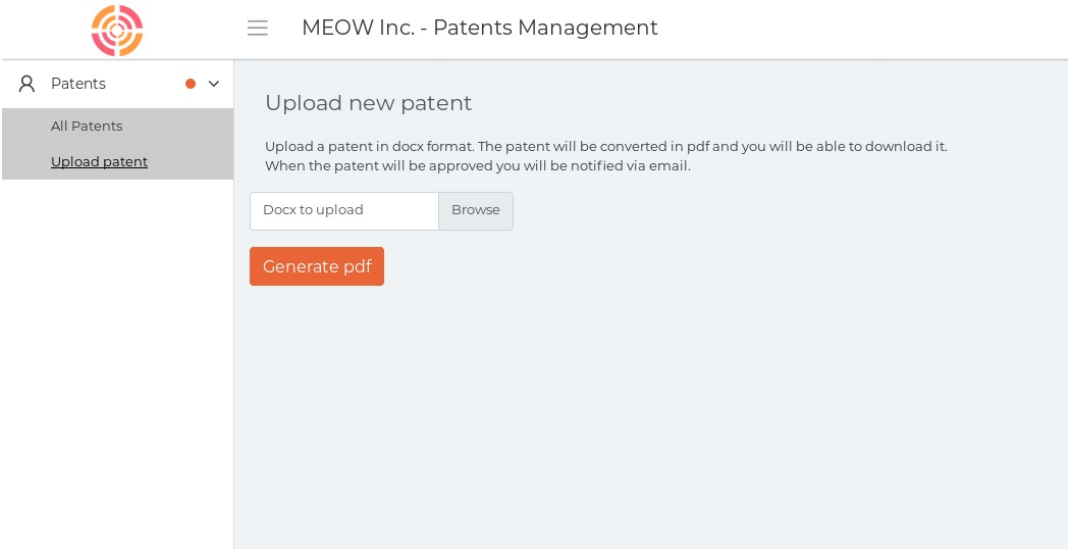 MEOW Inc. - Patents Management
Patents
All Patents
Upload patent
Upload new patent
Upload a patent in docx format. The patent will be converted in pdf and you will be able to download it.
When the patent will be approved you will be notified via email.
Docx to upload
Browse
Generate pdf